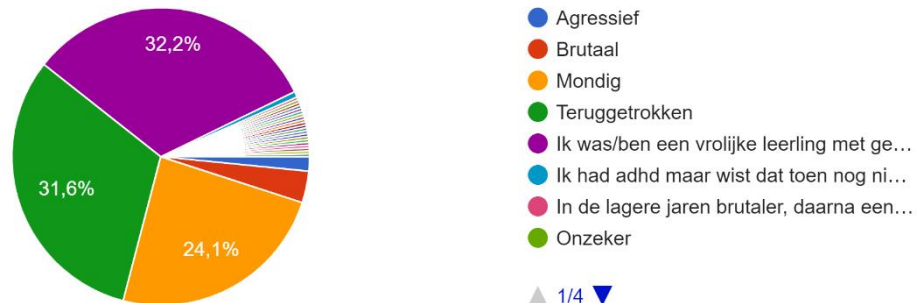 32,2%
31,6%
24,1%
Agressief
Brutaal
Mondig
Teruggetrokken
Ik was/ben een vrolijke leerling met ge...
Ik had adhd maar wist dat toen nog ni...
In de lagere jaren brutaler, daarna een...
Onzeker
1/4